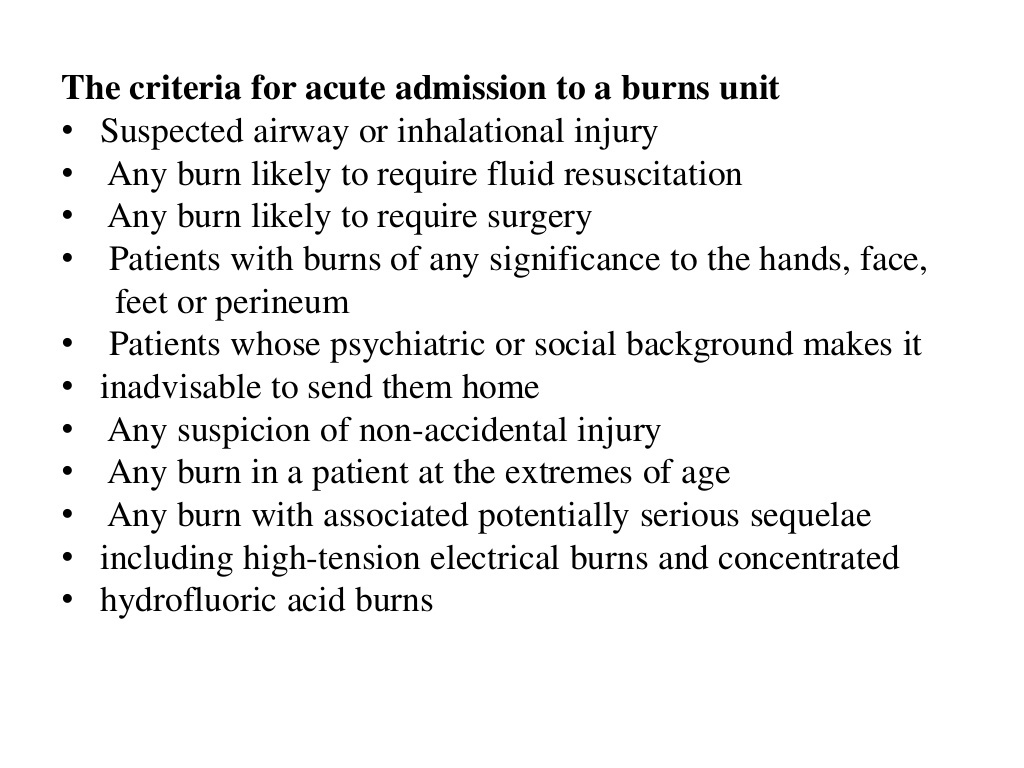 The criteria for acute admission to a burns unit
• Suspected airway or inhalational injury
• Any burn likely to require fluid resuscitation
• Any burn likely to require surgery
• Patients with burns of any significance to the hands, face,
feet or perineum
• Patients whose psychiatric or social background makes it
• inadvisable to send them home
• Any suspicion of non-accidental injury
• Any burn in a patient at the extremes of age
• Any burn with associated potentially serious sequelae
• including high-tension electrical burns and concentrated
• hydrofluoric acid burns